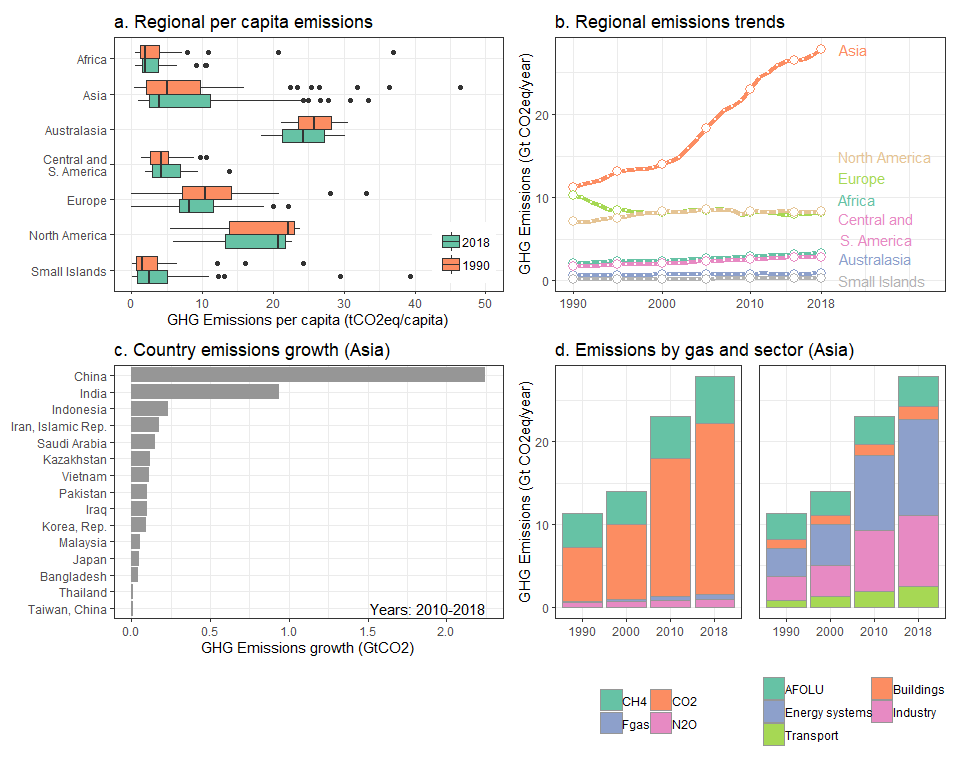 a. Regional per capita emissions
Africa
Asia
Australasia
Central and
S. America
Europe
North America
Small Islands
2018
1990
0 10 20 30 40 50
GHG Emissions per capita (tCO2eq/capita)
b. Regional emissions trends
GHG Emissions (Gt CO2eq/year)
20
10
0
Asia
North America
Europe
Africa
Central and
S. America
Australasia
Small Islands
1990 2000 2010 2018
c. Country emissions growth (Asia)
China
India
Indonesia
Iran, Islamic Rep.
Saudi Arabia
Kazakhstan
Vietnam
Pakistan
Iraq
Korea, Rep.
Malaysia
Japan
Bangladesh
Thailand
Taiwan, China
Years: 2010-2018
0.0 0.5 1.0 1.5 2.0
GHG Emissions growth (GtCO2)
d. Emissions by gas and sector (Asia)
GHG Emissions (Gt CO2eq/year)
20
10
0
1990 2000 2010 2018
1990 2000 2010 2018
CH4 CO2
Fgas N2O
AFOLU Buildings
Energy systems Industry
Transport